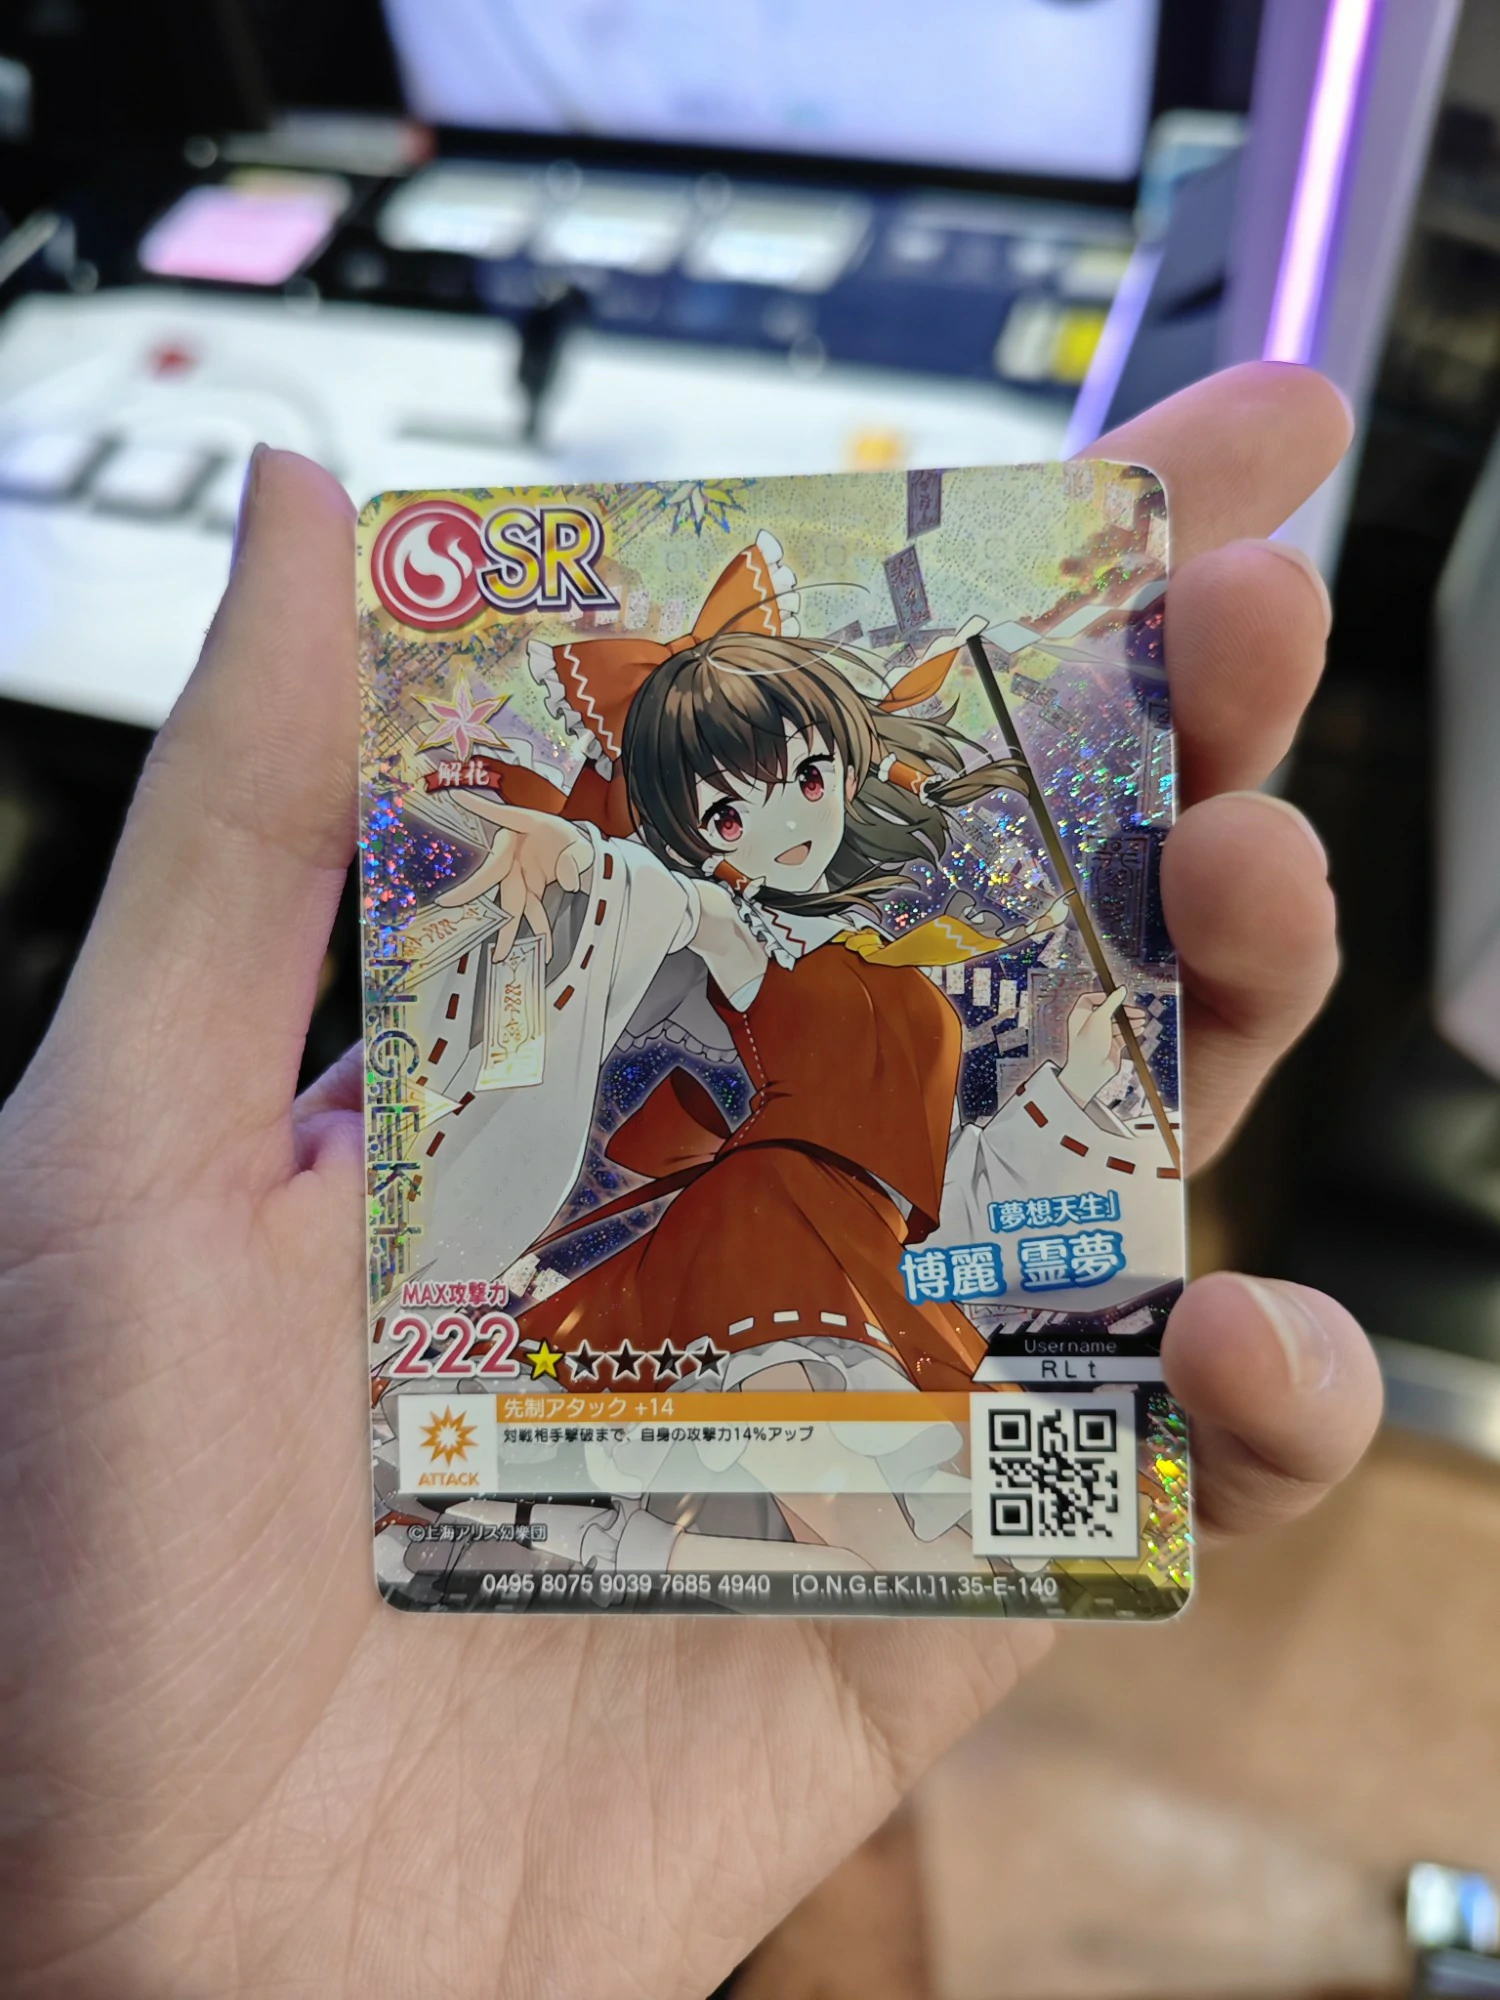 SR
解花
ONGEKI
「夢想天生」
博麗 霊夢
MAX攻撃力
222
Username
RLt
先制アタック +14
対戦相手撃破まで、自身の攻撃力14%アップ
ATTACK
©上海アリス幻樂団
0495 8075 9039 7685 4940 [O.N.G.E.K.I.]1.35-E-140